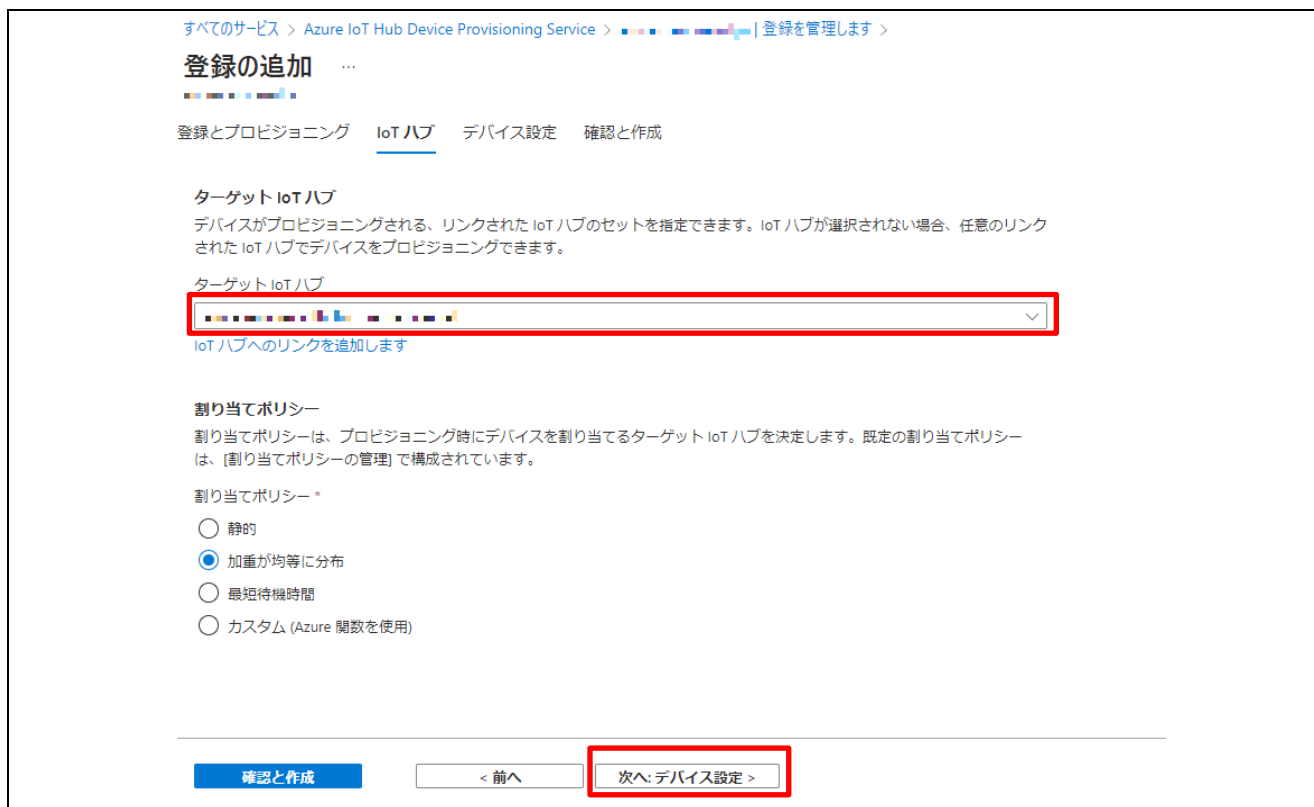 すべてのサービス > Azure IoT Hub Device Provisioning Service > | 登録を管理します >
登録の追加 …
登録とプロビジョニング IoT ハブ デバイス設定 確認と作成
ターゲット IoT ハブ
デバイスがプロビジョニングされる、リンクされた IoT ハブのセットを指定できます。IoT ハブが選択されない場合、任意のリンク
された IoT ハブでデバイスをプロビジョニングできます。
ターゲット IoT ハブ
IoT ハブへのリンクを追加します
割り当てポリシー
割り当てポリシーは、プロビジョニング時にデバイスを割り当てるターゲット IoT ハブを決定します。既定の割り当てポリシー
は、[割り当てポリシーの管理] で構成されています。
割り当てポリシー *
静的
加重が均等に分布
最短待機時間
カスタム (Azure 関数を使用)
確認と作成 < 前へ 次へ: デバイス設定 >